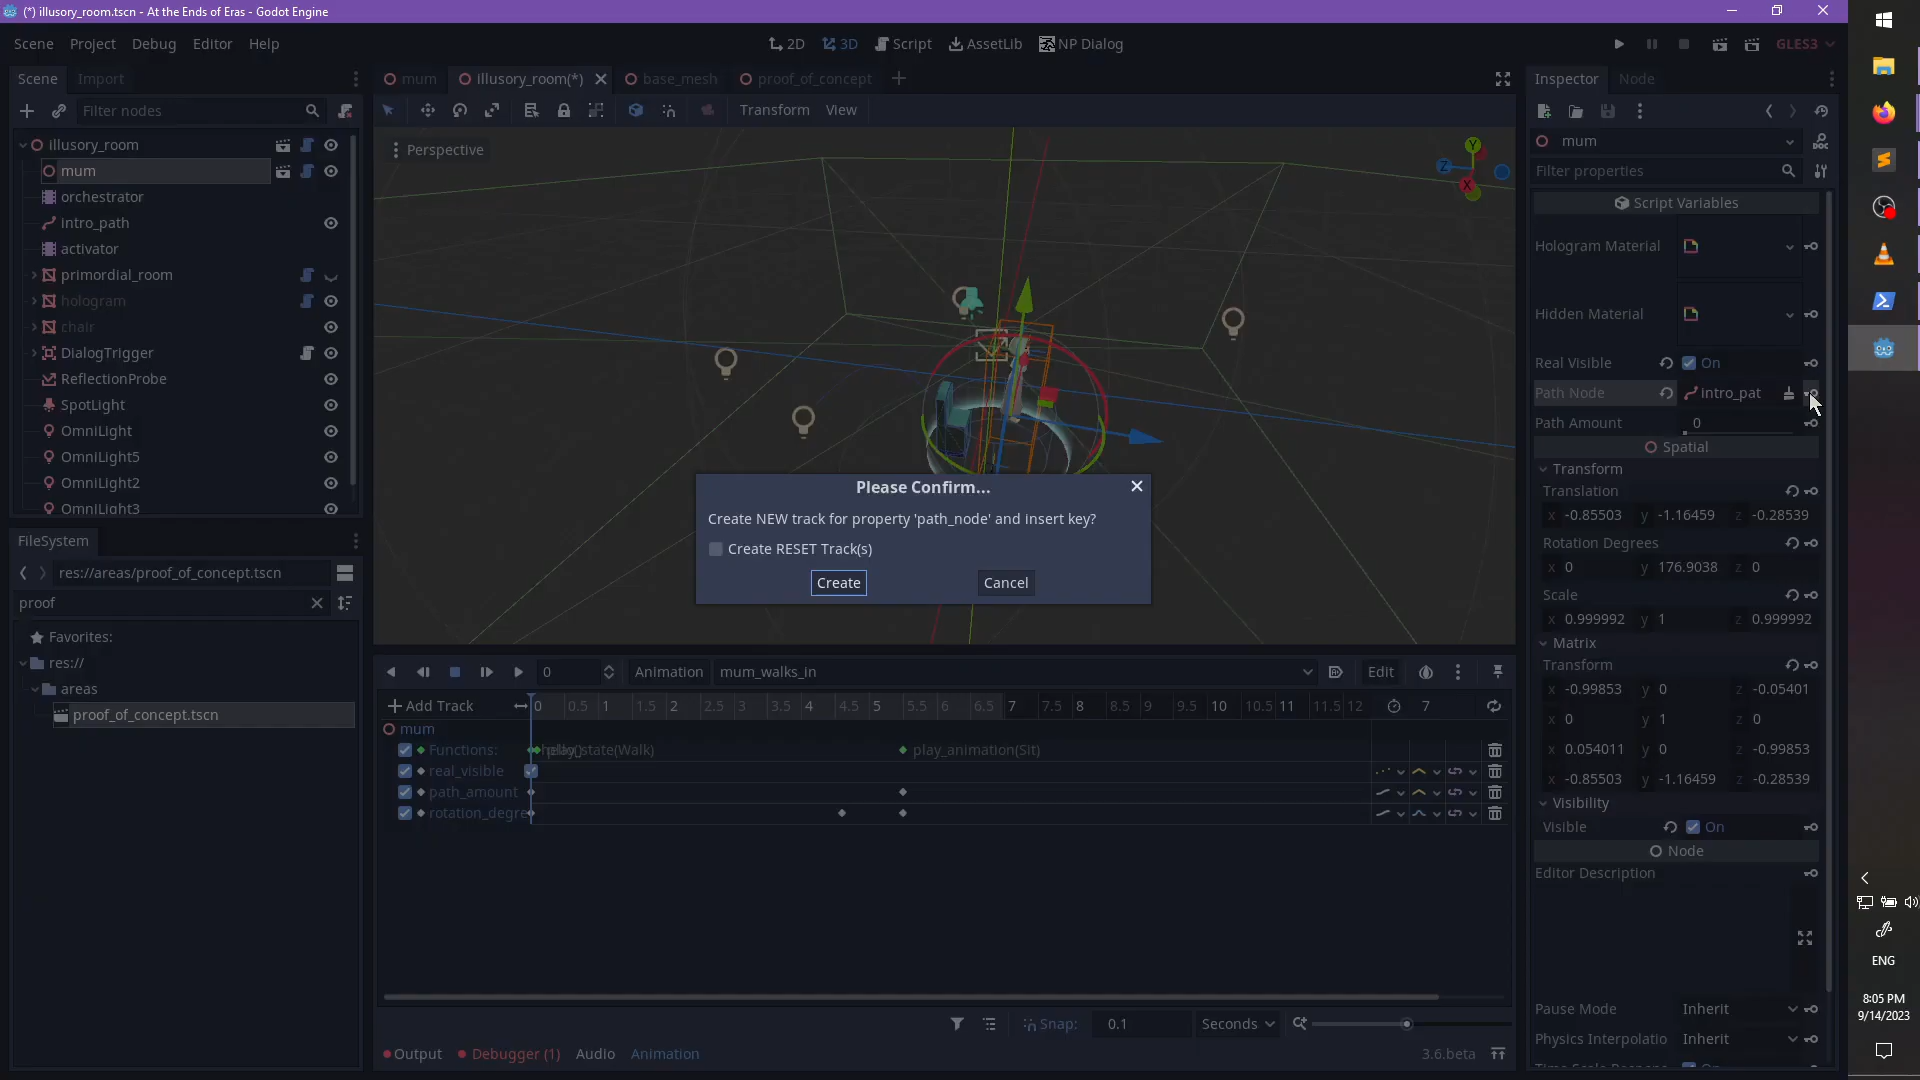 (*) illusory_room.tscn - At the Ends of Eras - Godot Engine
Scene Project Debug Editor Help
2D 3D Script AssetLib NP Dialog
GLES3
Scene Import
mum illusory_room(*) base_mesh proof_of_concept
Inspector Node
Filter nodes
Transform View
Perspective
illusory_room
mum
orchestrator
intro_path
activator
primordial_room
hologram
chair
DialogTrigger
ReflectionProbe
SpotLight
OmniLight
OmniLight5
OmniLight2
OmniLight3
FileSystem
res://areas/proof_of_concept.tscn
proof
Favorites:
res://
areas
proof_of_concept.tscn
Y
Z
X
Please Confirm...
Create NEW track for property 'path_node' and insert key?
Create RESET Track(s)
Create Cancel
0 Animation mum_walks_in Edit
Add Track 0 0.5 1 1.5 2 2.5 3 3.5 4 4.5 5 5.5 6 6.5 7 7.5 8 8.5 9 9.5 10 10.5 11 11.5 12 7
mum
Functions: state(Walk) play_animation(Sit)
real_visible
path_amount
rotation_degre
Snap: 0.1 Seconds
Output Debugger (1) Audio Animation 3.6.beta
mum
Filter properties
Script Variables
Hologram Material
Hidden Material
Real Visible On
Path Node intro_pat
Path Amount 0
Spatial
Transform
Translation
x -0.85503 y -1.16459 z -0.28539
Rotation Degrees
x 0 y 176.9038 z 0
Scale
x 0.999992 y 1 z 0.999992
Matrix
Transform
x -0.99853 y 0 z -0.05401
x 0 y 1 z 0
x 0.054011 y 0 z -0.99853
x -0.85503 y -1.16459 z -0.28539
Visibility
Visible On
Node
Editor Description
Pause Mode Inherit
Physics Interpolatio Inherit
ENG
8:05 PM
9/14/2023